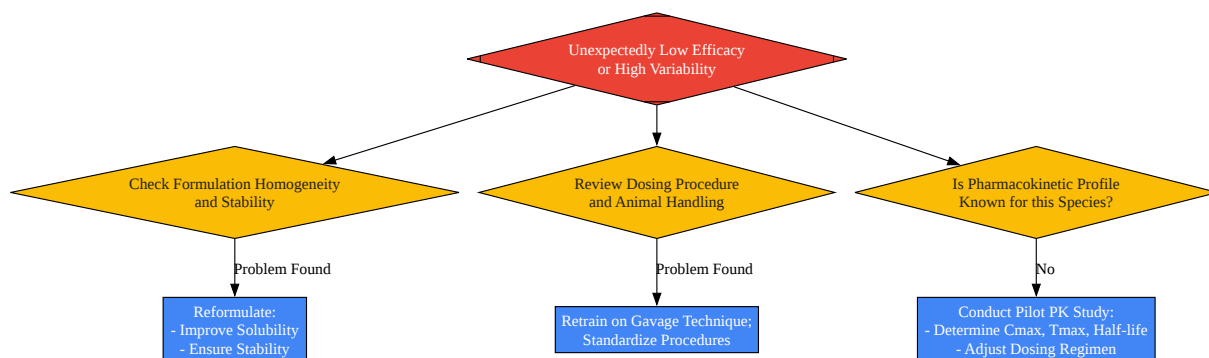 Unexpectedly Low Efficacy
or High Variability
Check Formulation Homogeneity
and Stability
Review Dosing Procedure
and Animal Handling
Is Pharmacokinetic Profile
Known for this Species?
Problem Found
Problem Found
No
Reformulate:
- Improve Solubility
- Ensure Stability
Retrain on Gavage Technique;
Standardize Procedures
Conduct Pilot PK Study:
- Determine Cmax, Tmax, Half-life
- Adjust Dosing Regimen